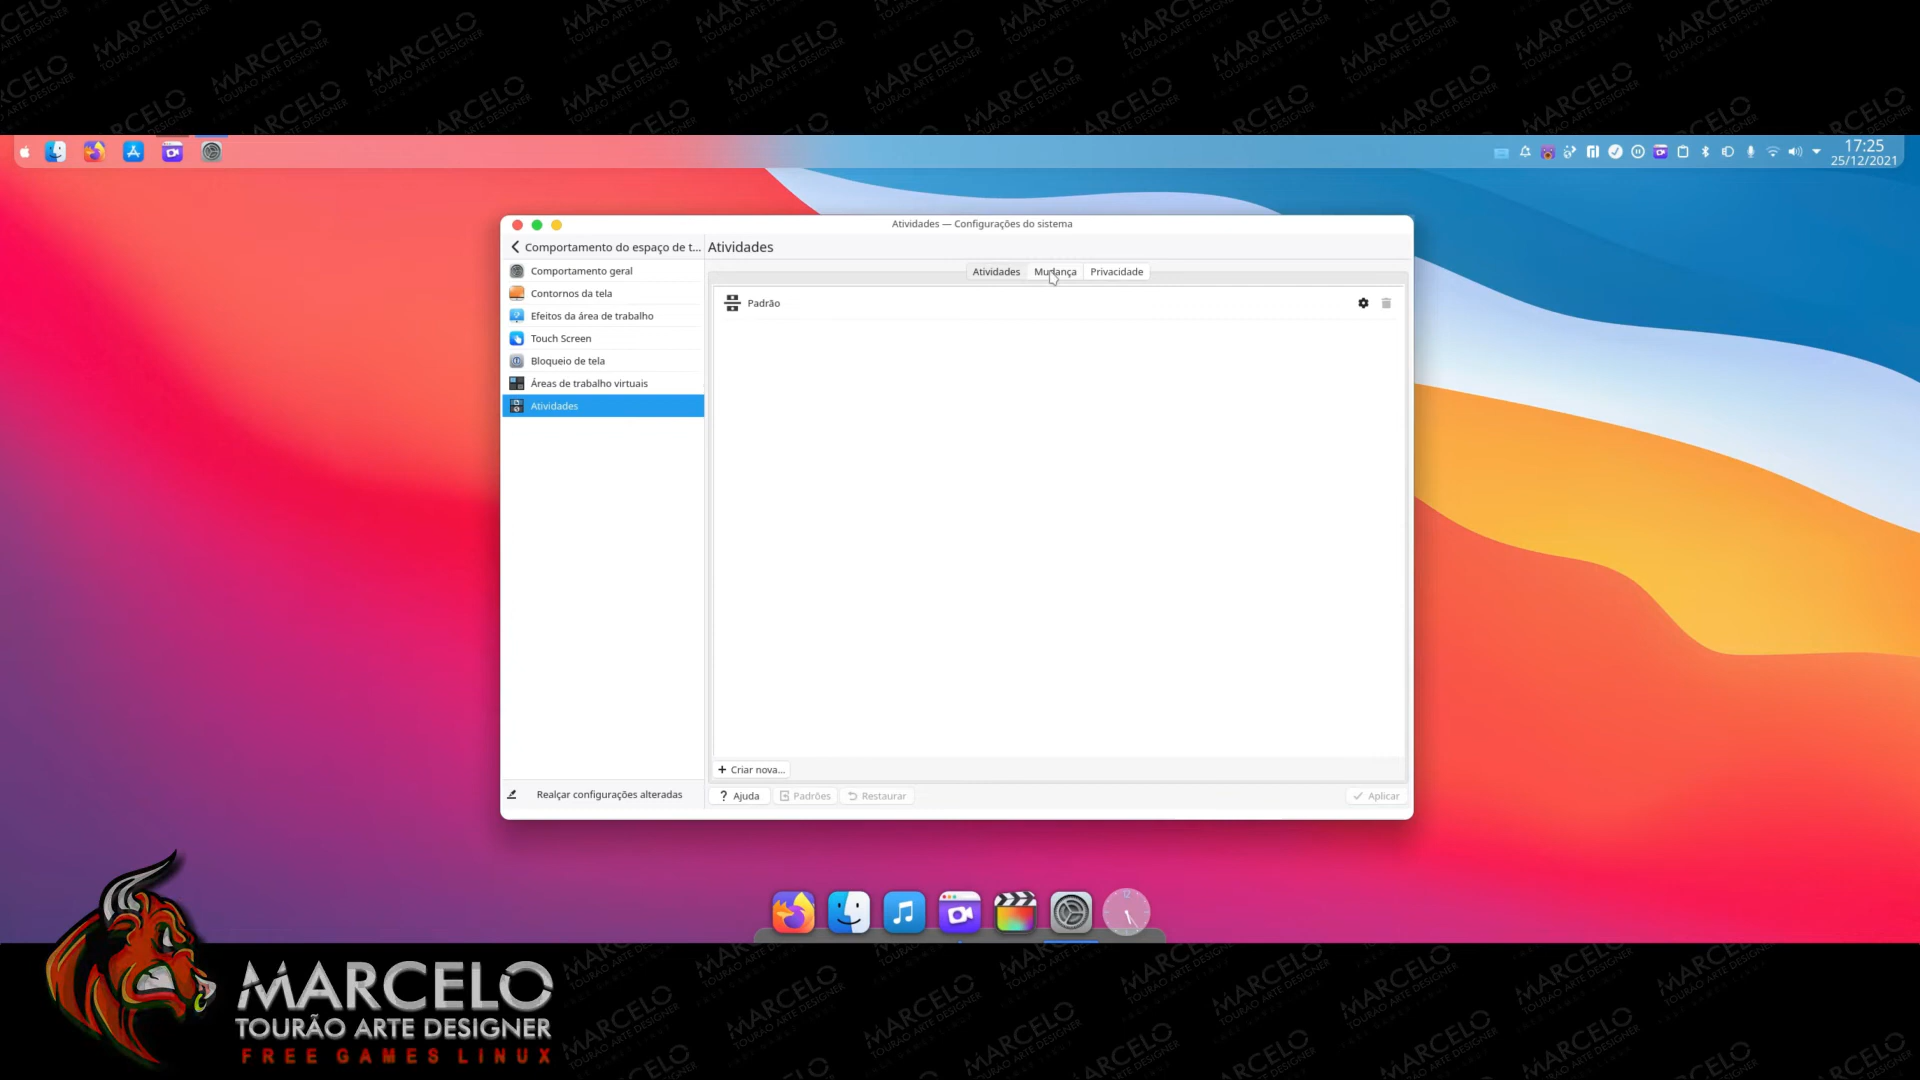 17:25
25/12/2021
Atividades — Configurações do sistema
Comportamento do espaço de t...
Atividades
Comportamento geral
Contornos da tela
Efeitos da área de trabalho
Touch Screen
Bloqueio de tela
Áreas de trabalho virtuais
Atividades
Realçar configurações alteradas
Atividades Mudança Privacidade
Padrão
Criar nova...
Ajuda Padrões Restaurar Aplicar
MARCELO
TOURÃO ARTE DESIGNER
FREE GAMES LINUX